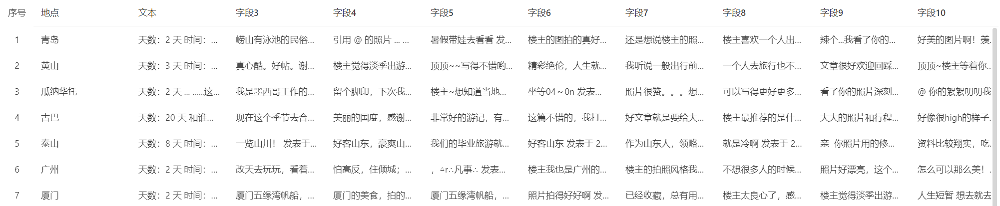 序号 地点 文本 字段3 字段4 字段5 字段6 字段7 字段8 字段9 字段10
1 青岛 天数：2 天 时间：... 崂山有泳池的民俗... 引用 @ 的照片 ... ... 暑假带娃去看看 发... 楼主的图拍的真好... 还是想说楼主的照... 楼主喜欢一个人出... 辣个...我看了你的... 好美的图片啊！羡...
2 黄山 天数：3 天 时间：... 真心酷。好帖。谢... 楼主觉得淡季出游... 顶顶~~写得不错哟... 精彩绝伦，人生就... 我听说一般出行前... 一个人去旅行也不... 文章很好欢迎回踩... 顶顶~楼主等着你...
3 瓜纳华托 天数：2 天 ... ......这... 我是墨西哥工作的... 留个脚印，下次我... 楼主~想知道当地... 坐等04～0n 发表... 照片很赞。。。想... 可以写得更好更多... 看了你的照片深刻... @ 你的絮絮叨叨我
4 古巴 天数：20 天 和谁... 现在这个季节去合... 美丽的国度，感谢... 非常好的游记，有... 这篇不错的，我打... 好文章就是要给大... 楼主最推荐的是什... 大大的照片和行程... 好像很high的样子...
5 泰山 天数：8 天 时间：... 一览山川！ 发表于... 好客山东，豪爽山... 我们的毕业旅游就... 好客山东 发表于 2... 作为山东人，领略... 就是冷啊 发表于 2... 亲 你照片用的修... 资料比较翔实，吃...
6 广州 天数：2 天 时间：... 改天去玩玩，看着... 怕高反，住倾城；... ，△r∴凡事∴ 发表... 楼主我也是广州的... 楼主的拍照风格我... 不想很多人的时候... 照片好漂亮，这个... 怎么可以那么美！...
7 厦门 天数：2 天 时间：... 厦门五缘湾帆船，... 厦门的美食，拍的... 厦门五缘湾帆船，... 照片拍得好好啊 发... 已经收藏，总有用... 楼主太良心了，感... 楼主觉得淡季出游... 人生短暂 想去就去